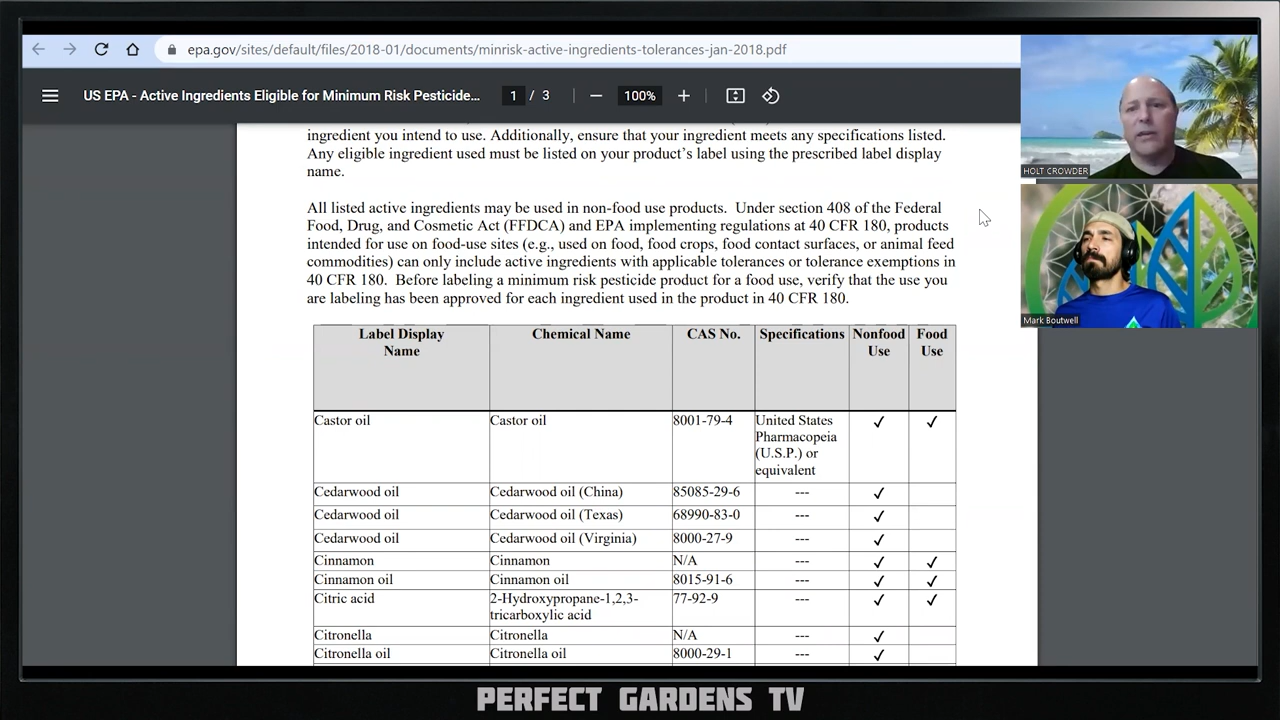 epa.gov/sites/default/files/2018-01/documents/minrisk-active-ingredients-tolerances-jan-2018.pdf
US EPA - Active Ingredients Eligible for Minimum Risk Pesticide...
1 / 3
100%
ingredient you intend to use. Additionally, ensure that your ingredient meets any specifications listed.
Any eligible ingredient used must be listed on your product's label using the prescribed label display
name.
All listed active ingredients may be used in non-food use products. Under section 408 of the Federal
Food, Drug, and Cosmetic Act (FFDCA) and EPA implementing regulations at 40 CFR 180, products
intended for use on food-use sites (e.g., used on food, food crops, food contact surfaces, or animal feed
commodities) can only include active ingredients with applicable tolerances or tolerance exemptions in
40 CFR 180. Before labeling a minimum risk pesticide product for a food use, verify that the use you
are labeling has been approved for each ingredient used in the product in 40 CFR 180.
Label Display Name Chemical Name CAS No. Specifications Nonfood Use Food Use
Castor oil Castor oil 8001-79-4 United States Pharmacopeia (U.S.P.) or equivalent ✓ ✓
Cedarwood oil Cedarwood oil (China) 85085-29-6 --- ✓
Cedarwood oil Cedarwood oil (Texas) 68990-83-0 --- ✓
Cedarwood oil Cedarwood oil (Virginia) 8000-27-9 --- ✓
Cinnamon Cinnamon N/A --- ✓ ✓
Cinnamon oil Cinnamon oil 8015-91-6 --- ✓ ✓
Citric acid 2-Hydroxypropane-1,2,3-tricarboxylic acid 77-92-9 --- ✓ ✓
Citronella Citronella N/A --- ✓
Citronella oil Citronella oil 8000-29-1 --- ✓
HOLT CROWDER
Mark Boutwell
PERFECT GARDENS TV